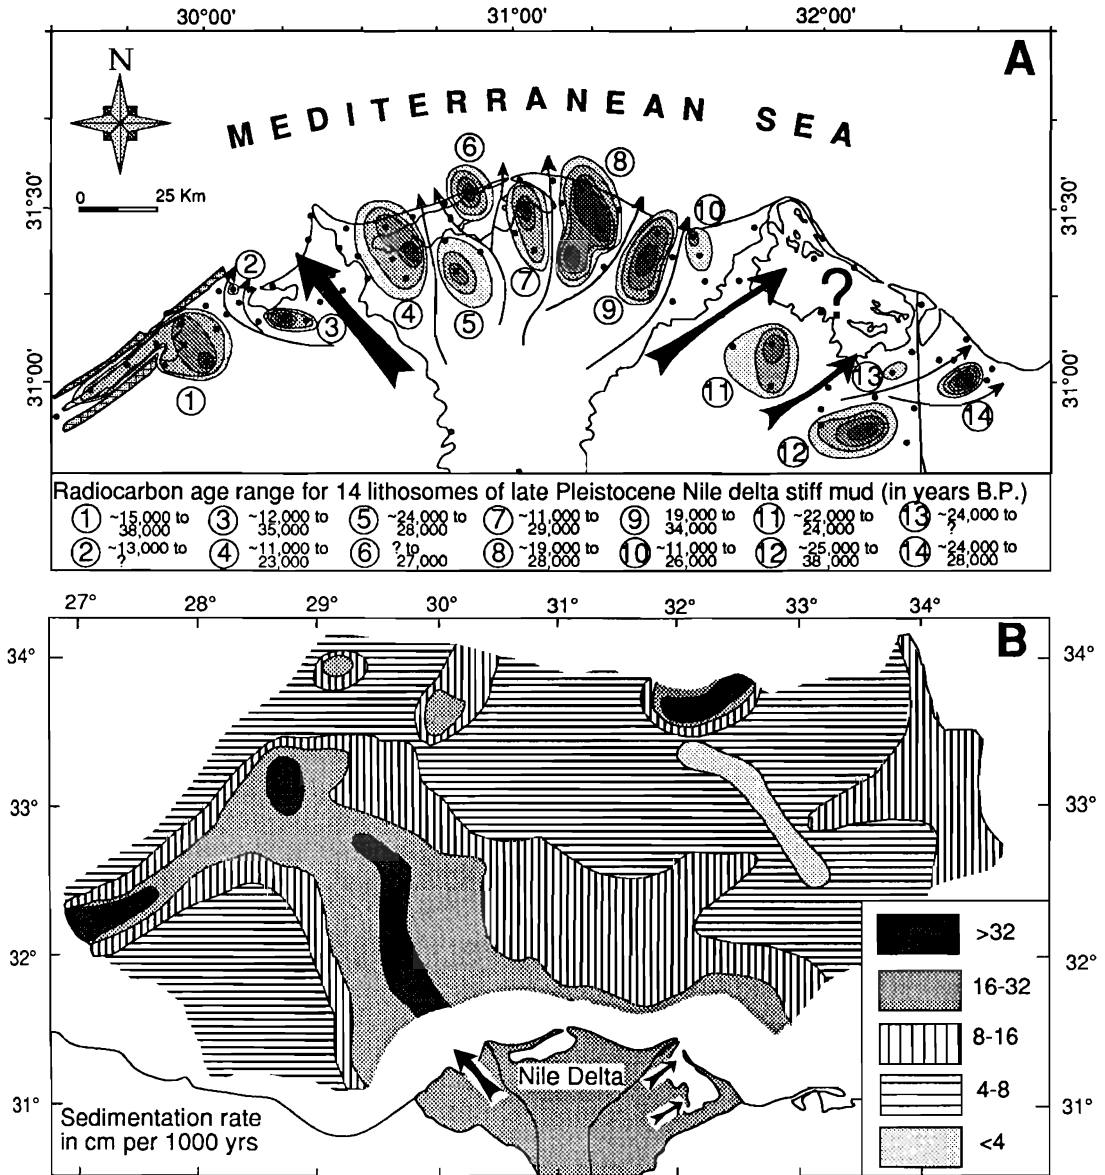 30°00' 31°00' 32°00'
A
N
MEDITERRANEAN SEA
0 25 Km
31°30' 31°30'
31°00' 31°00'
6 8
10
2
7
4
3 5 9
?
13
11
1 14
12
Radiocarbon age range for 14 lithosomes of late Pleistocene Nile delta stiff mud (in years B.P.)
1 ~15,000 to 38,000 3 ~12,000 to 35,000 5 ~24,000 to 28,000 7 ~11,000 to 29,000 9 19,000 to 34,000 11 ~22,000 to 24,000 13 ~24,000 to ?
2 ~13,000 to ? 4 ~11,000 to 23,000 6 ? to 27,000 8 ~19,000 to 28,000 10 ~11,000 to 26,000 12 ~25,000 to 38,000 14 ~24,000 to 28,000
27° 28° 29° 30° 31° 32° 33° 34°
B
34° 34°
33° 33°
32° 32°
31° 31°
>32
16-32
8-16
4-8
<4
Nile Delta
Sedimentation rate
in cm per 1000 yrs